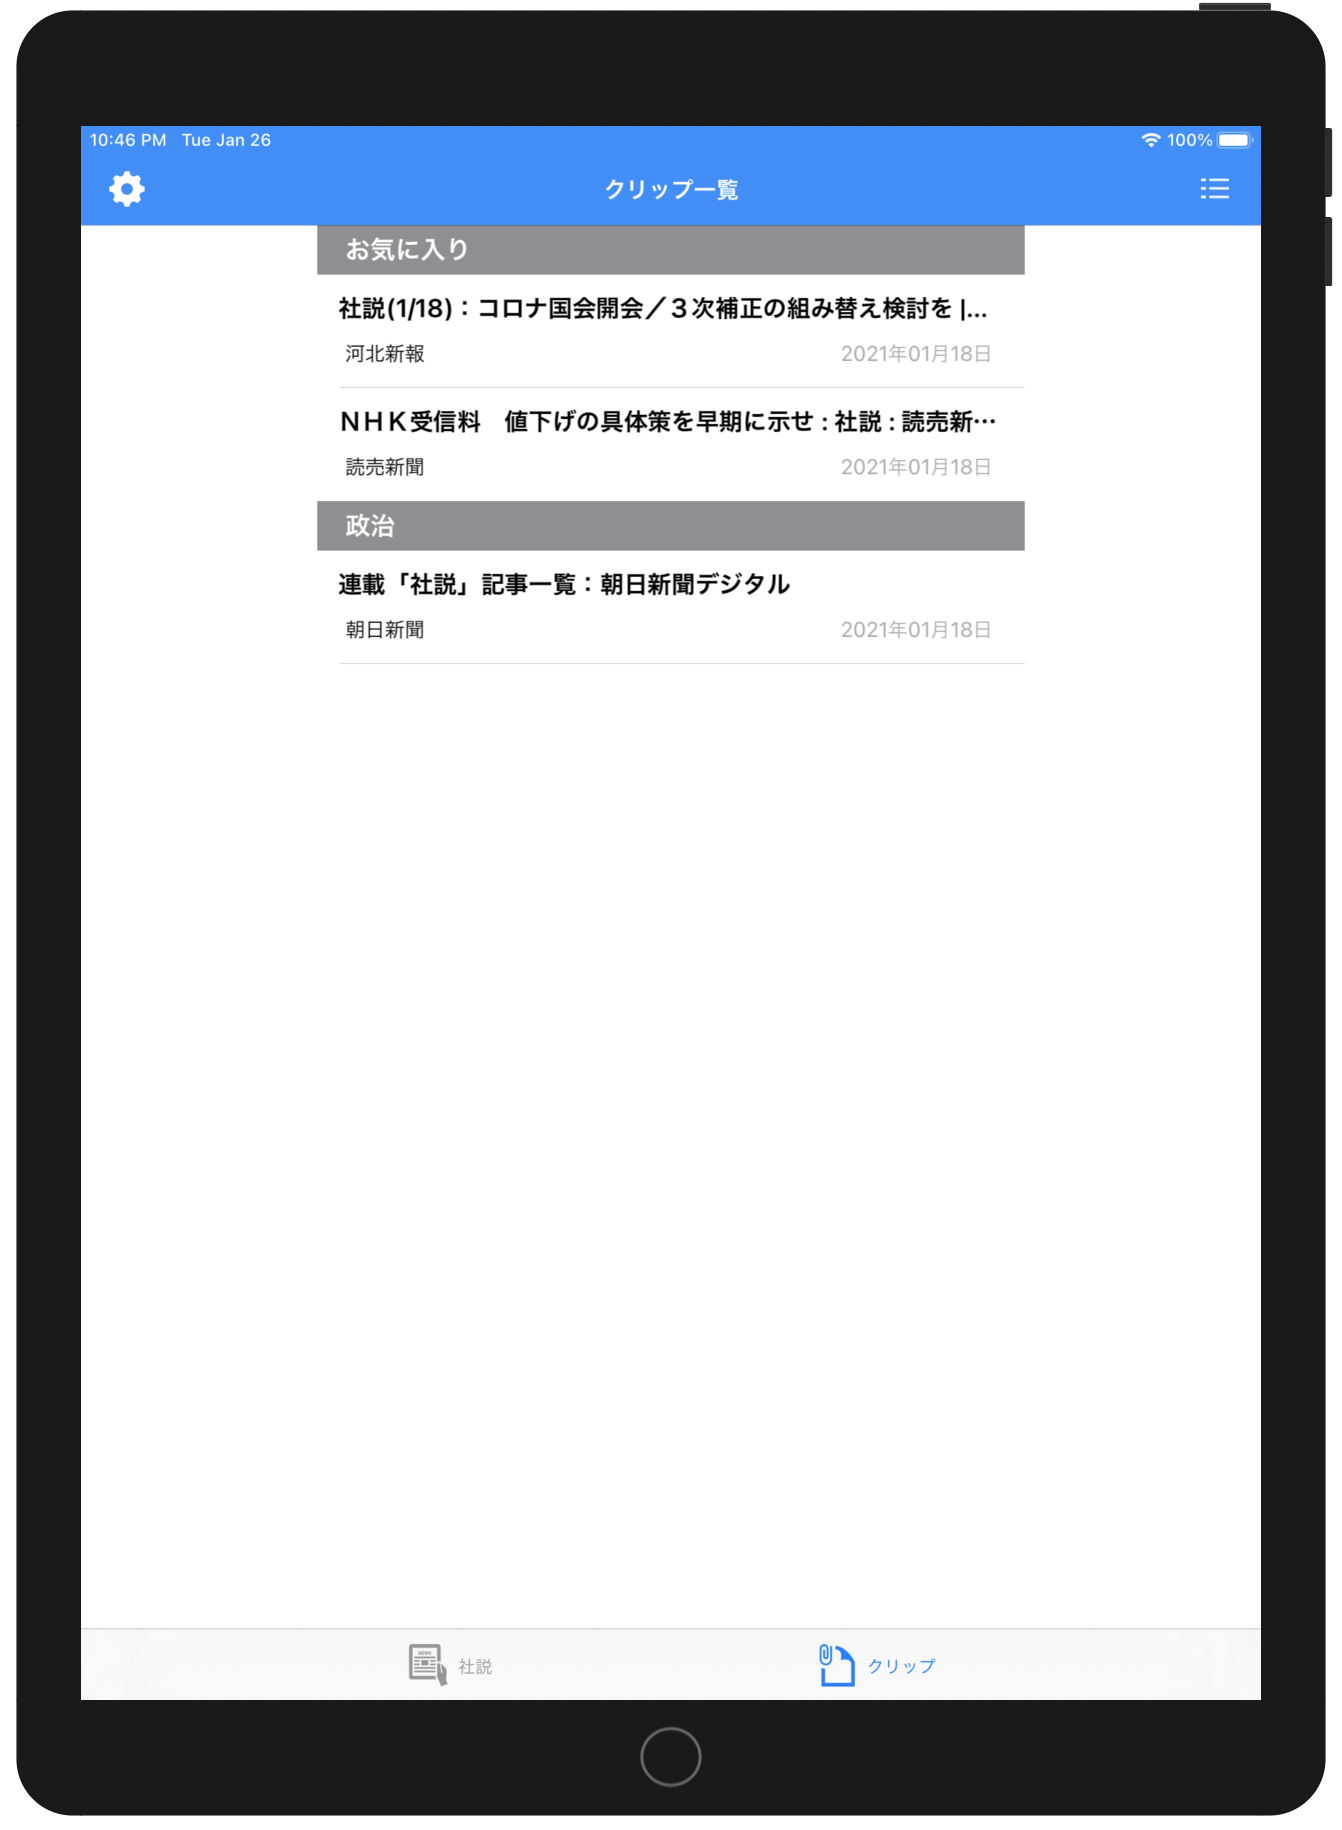 10:46 PM Tue Jan 26 100%
クリップ一覧
お気に入り
社説(1/18)：コロナ国会開会／３次補正の組み替え検討を |...
河北新報 2021年01月18日
ＮＨＫ受信料　値下げの具体策を早期に示せ : 社説 : 読売新…
読売新聞 2021年01月18日
政治
連載「社説」記事一覧：朝日新聞デジタル
朝日新聞 2021年01月18日
NEWS
社説 クリップ